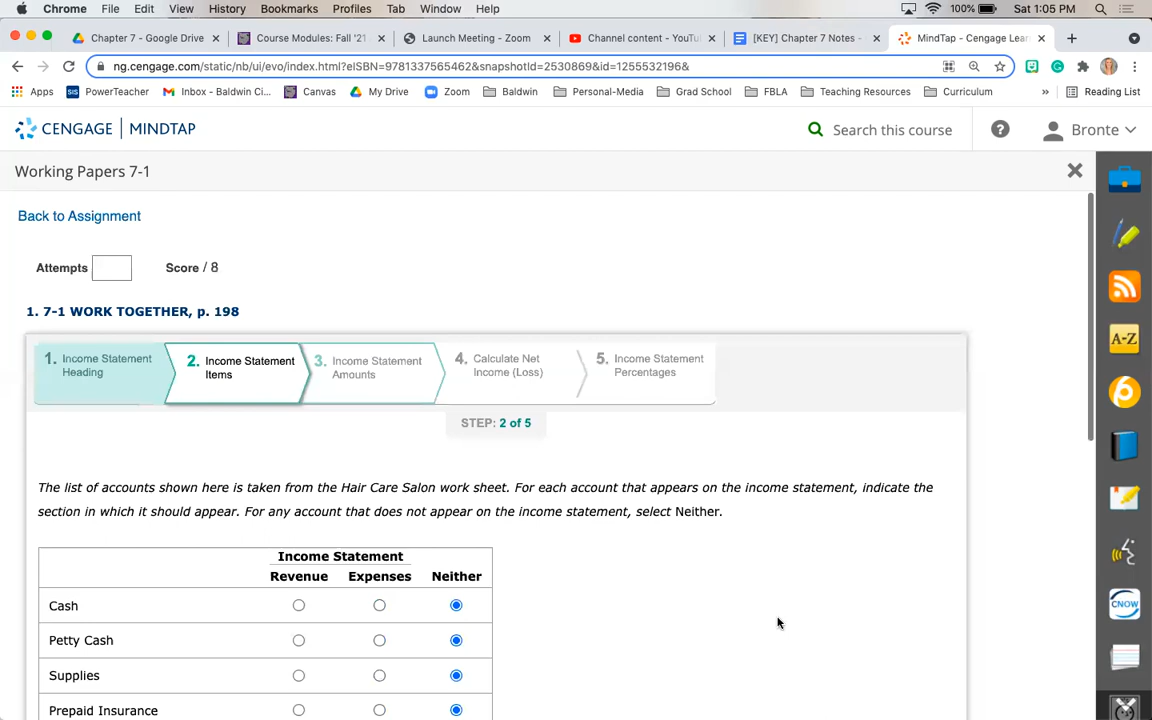 Chrome File Edit View History Bookmarks Profiles Tab Window Help 100% Sat 1:05 PM
Chapter 7 - Google Drive Course Modules: Fall '21 Launch Meeting - Zoom Channel content - YouTu [KEY] Chapter 7 Notes - MindTap - Cengage Lear
ng.cengage.com/static/nb/ui/evo/index.html?eISBN=9781337565462&snapshotId=2530869&id=1255532196&
Apps SIS PowerTeacher Inbox - Baldwin Ci... Canvas My Drive Zoom Baldwin Personal-Media Grad School FBLA Teaching Resources Curriculum » Reading List
CENGAGE MINDTAP Search this course ? Bronte
Working Papers 7-1
Back to Assignment
A-Z
Attempts Score / 8
1. 7-1 WORK TOGETHER, p. 198
1. Income Statement Heading
2. Income Statement Items
3. Income Statement Amounts
4. Calculate Net Income (Loss)
5. Income Statement Percentages
STEP: 2 of 5
The list of accounts shown here is taken from the Hair Care Salon work sheet. For each account that appears on the income statement, indicate the
section in which it should appear. For any account that does not appear on the income statement, select Neither.
Income Statement
Revenue Expenses Neither
Cash
CNOW
Petty Cash
Supplies
Prepaid Insurance